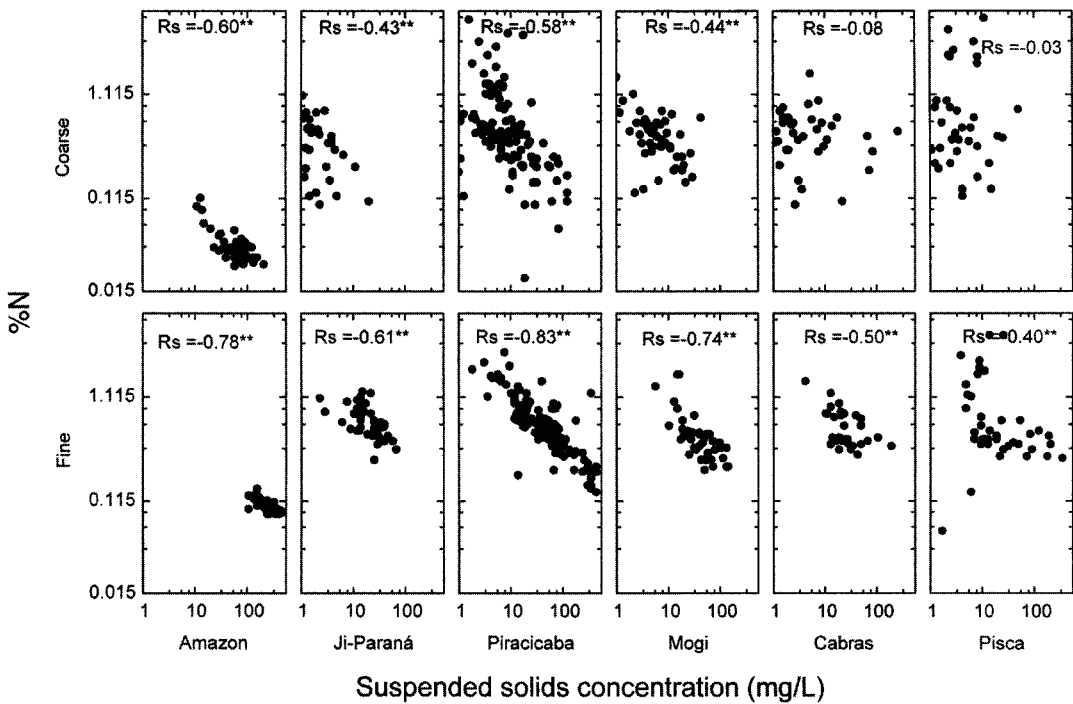 Rs =-0.60** Rs =-0.43** Rs =-0.58** Rs =-0.44** Rs =-0.08 Rs =-0.03
1.115
Coarse
0.115
0.015
%N
Rs =-0.78** Rs =-0.61** Rs =-0.83** Rs =-0.74** Rs =-0.50** Rs =-0.40**
1.115
Fine
0.115
0.015
1 10 100 1 10 100 1 10 100 1 10 100 1 10 100 1 10 100
Amazon Ji-Paraná Piracicaba Mogi Cabras Pisca
Suspended solids concentration (mg/L)